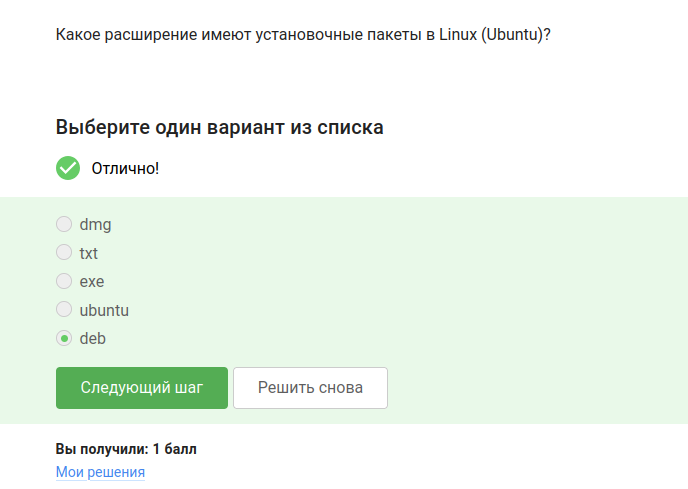 Какое расширение имеют установочные пакеты в Linux (Ubuntu)?
Выберите один вариант из списка
Отлично!
dmg
txt
exe
ubuntu
deb
Следующий шаг
Решить снова
Вы получили: 1 балл
Мои решения